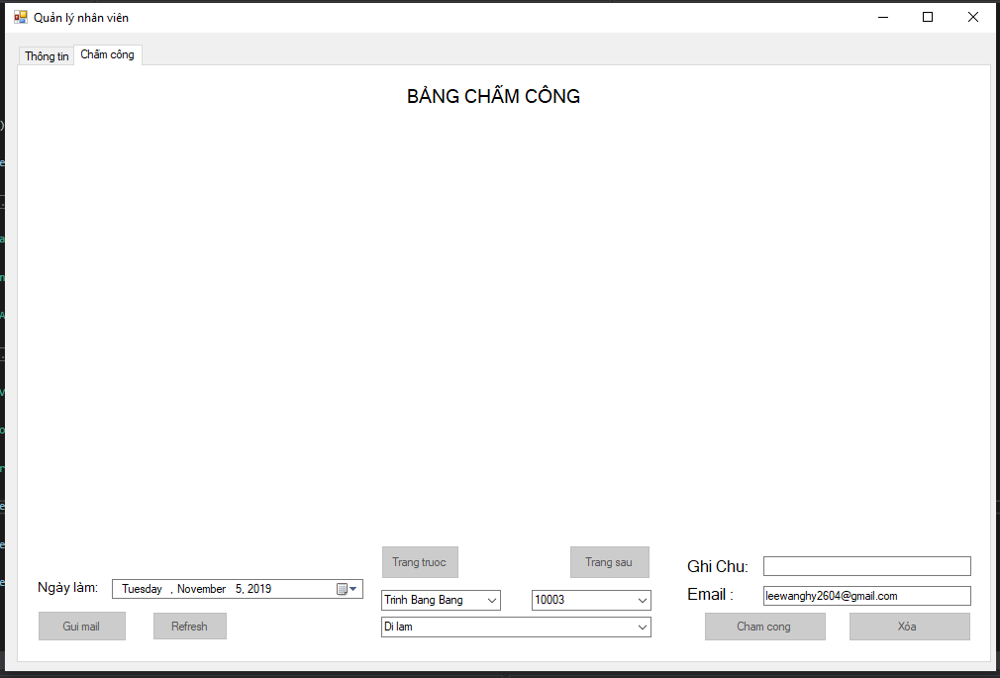 Quản lý nhân viên
Thông tin
Chấm công
BẢNG CHẤM CÔNG
Trang truoc
Trang sau
Ghi Chu:
Ngày làm:
Tuesday , November 5, 2019
Trinh Bang Bang
10003
Email :
leewanghy2604@gmail.com
Gui mail
Refresh
Di lam
Cham cong
Xóa